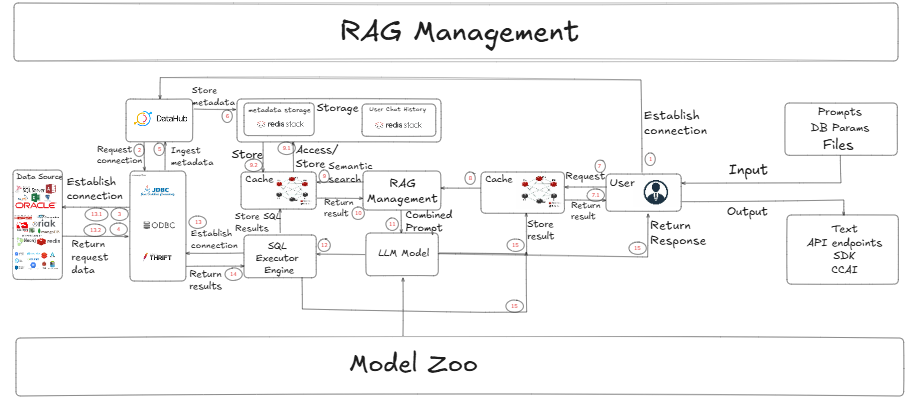 RAG Management
Store
metadata
6
DataHub
metadata storage
redis stack
Storage
User Chat History
redis stack
Establish
connection
1
Prompts
DB Params
Files
Request
connection
2
5
Ingest
metadata
Store
9.2
9.1
Access/
Store
Semantic
search
9
Cache
Return
result
10
RAG
Management
8
Cache
7
Request
7.1
Return
result
User
Input
Output
Data Source
ORACLE
riak
redis
Establish
connection
13.1
3
13.2
4
Return
request
data
JDBC
ODBC
THRIFT
13
Establish
connection
14
Return
results
Store SQL
Results
SQL
Executor
Engine
12
11
Combined
Prompt
LLM Model
Store
result
15
15
15
Return
Response
Text
API endpoints
SDK
CCAI
Model Zoo